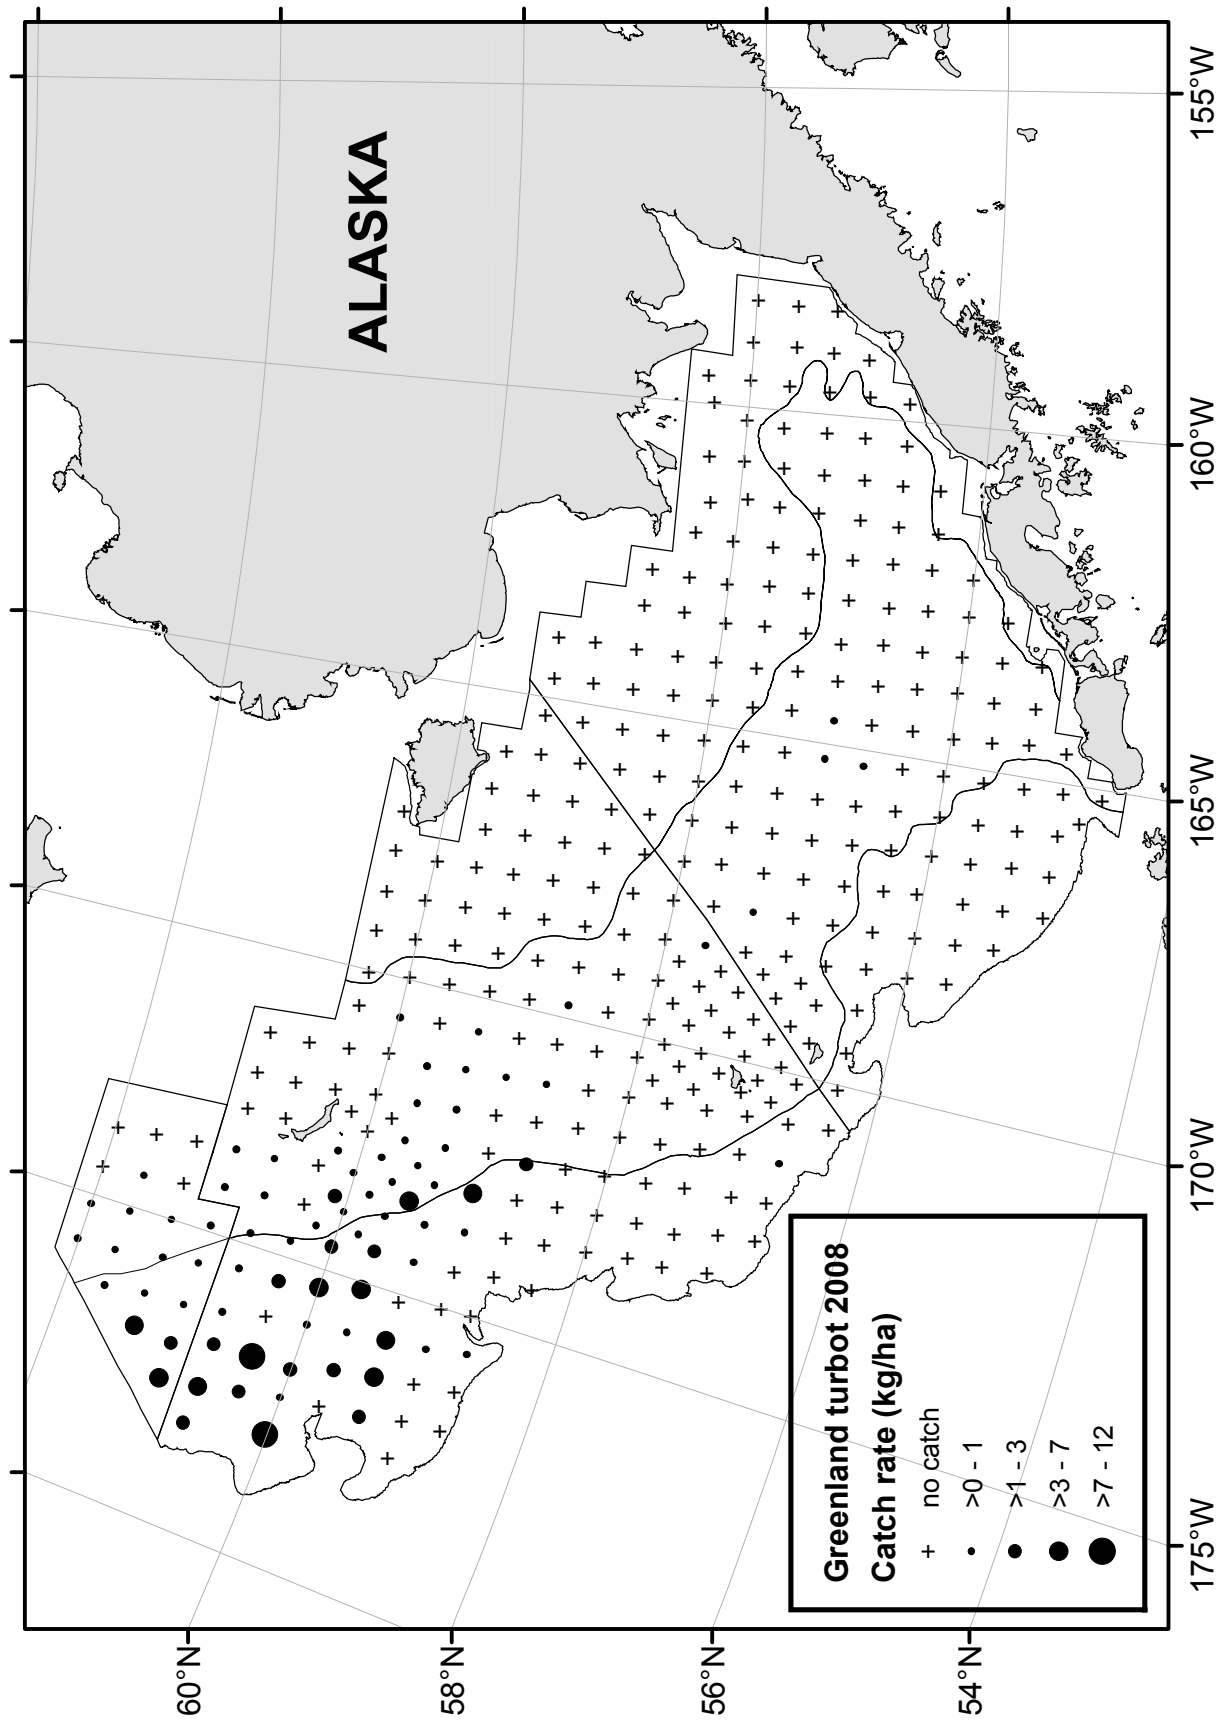 ALASKA
60°N
58°N
56°N
54°N
175°W
170°W
165°W
160°W
155°W
Greenland turbot 2008
Catch rate (kg/ha)
no catch
>0 - 1
>1 - 3
>3 - 7
>7 - 12